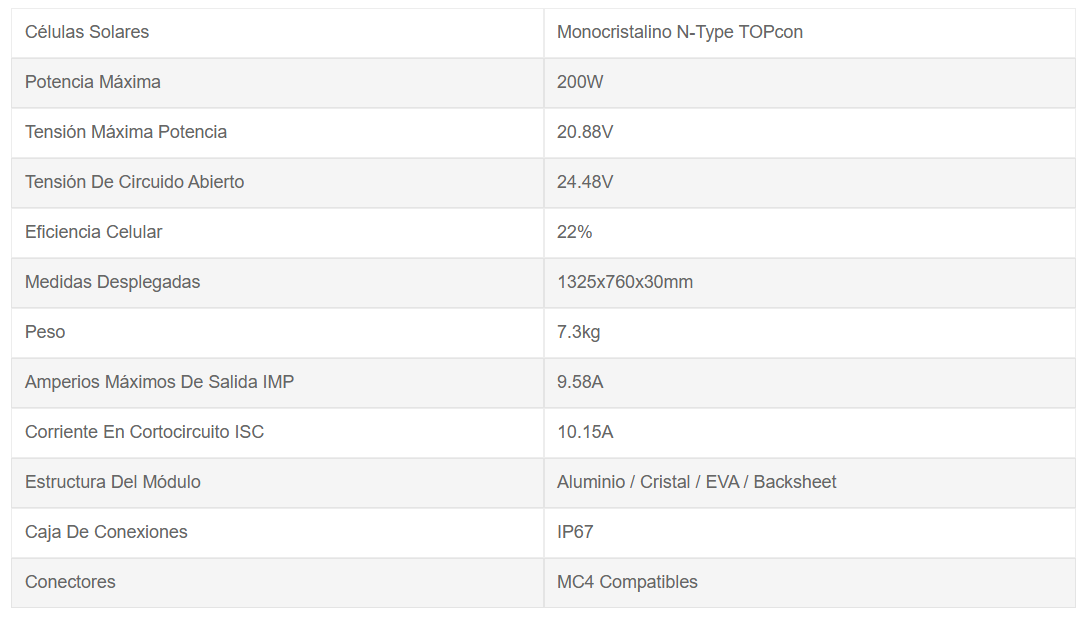 Células Solares Monocristalino N-Type TOPcon
Potencia Máxima 200W
Tensión Máxima Potencia 20.88V
Tensión De Circuido Abierto 24.48V
Eficiencia Celular 22%
Medidas Desplegadas 1325x760x30mm
Peso 7.3kg
Amperios Máximos De Salida IMP 9.58A
Corriente En Cortocircuito ISC 10.15A
Estructura Del Módulo Aluminio / Cristal / EVA / Backsheet
Caja De Conexiones IP67
Conectores MC4 Compatibles